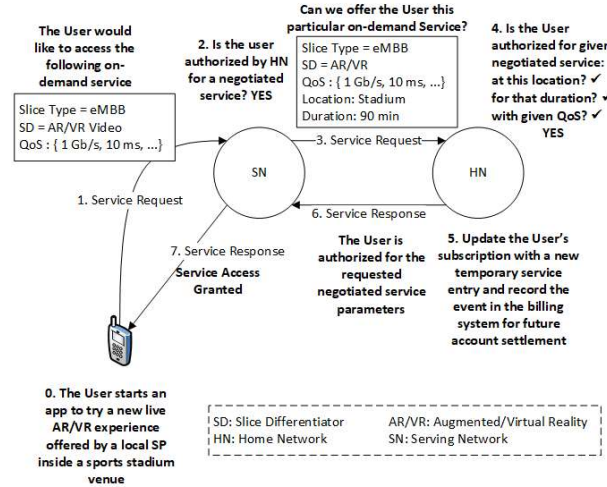 The User would
like to access the
following on-
demand service
Slice Type = eMBB
SD = AR/VR Video
QoS : { 1 Gb/s, 10 ms, ...}
1. Service Request
2. Is the user
authorized by HN
for a negotiated
service? YES
SN
Can we offer the User this
particular on-demand Service?
Slice Type = eMBB
SD = AR/VR
QoS : { 1 Gb/s, 10 ms, ...}
Location: Stadium
Duration: 90 min
3. Service Request
HN
4. Is the User
authorized for given
negotiated service:
at this location? ✓
for that duration? ✓
with given QoS? ✓
YES
5. Update the User's
subscription with a new
temporary service
entry and record the
event in the billing
system for future
account settlement
6. Service Response
The User is
authorized for the
requested
negotiated service
parameters
7. Service Response
Service Access
Granted
0. The User starts an
app to try a new live
AR/VR experience
offered by a local SP
inside a sports stadium
venue
SD: Slice Differentiator AR/VR: Augmented/Virtual Reality
HN: Home Network SN: Serving Network